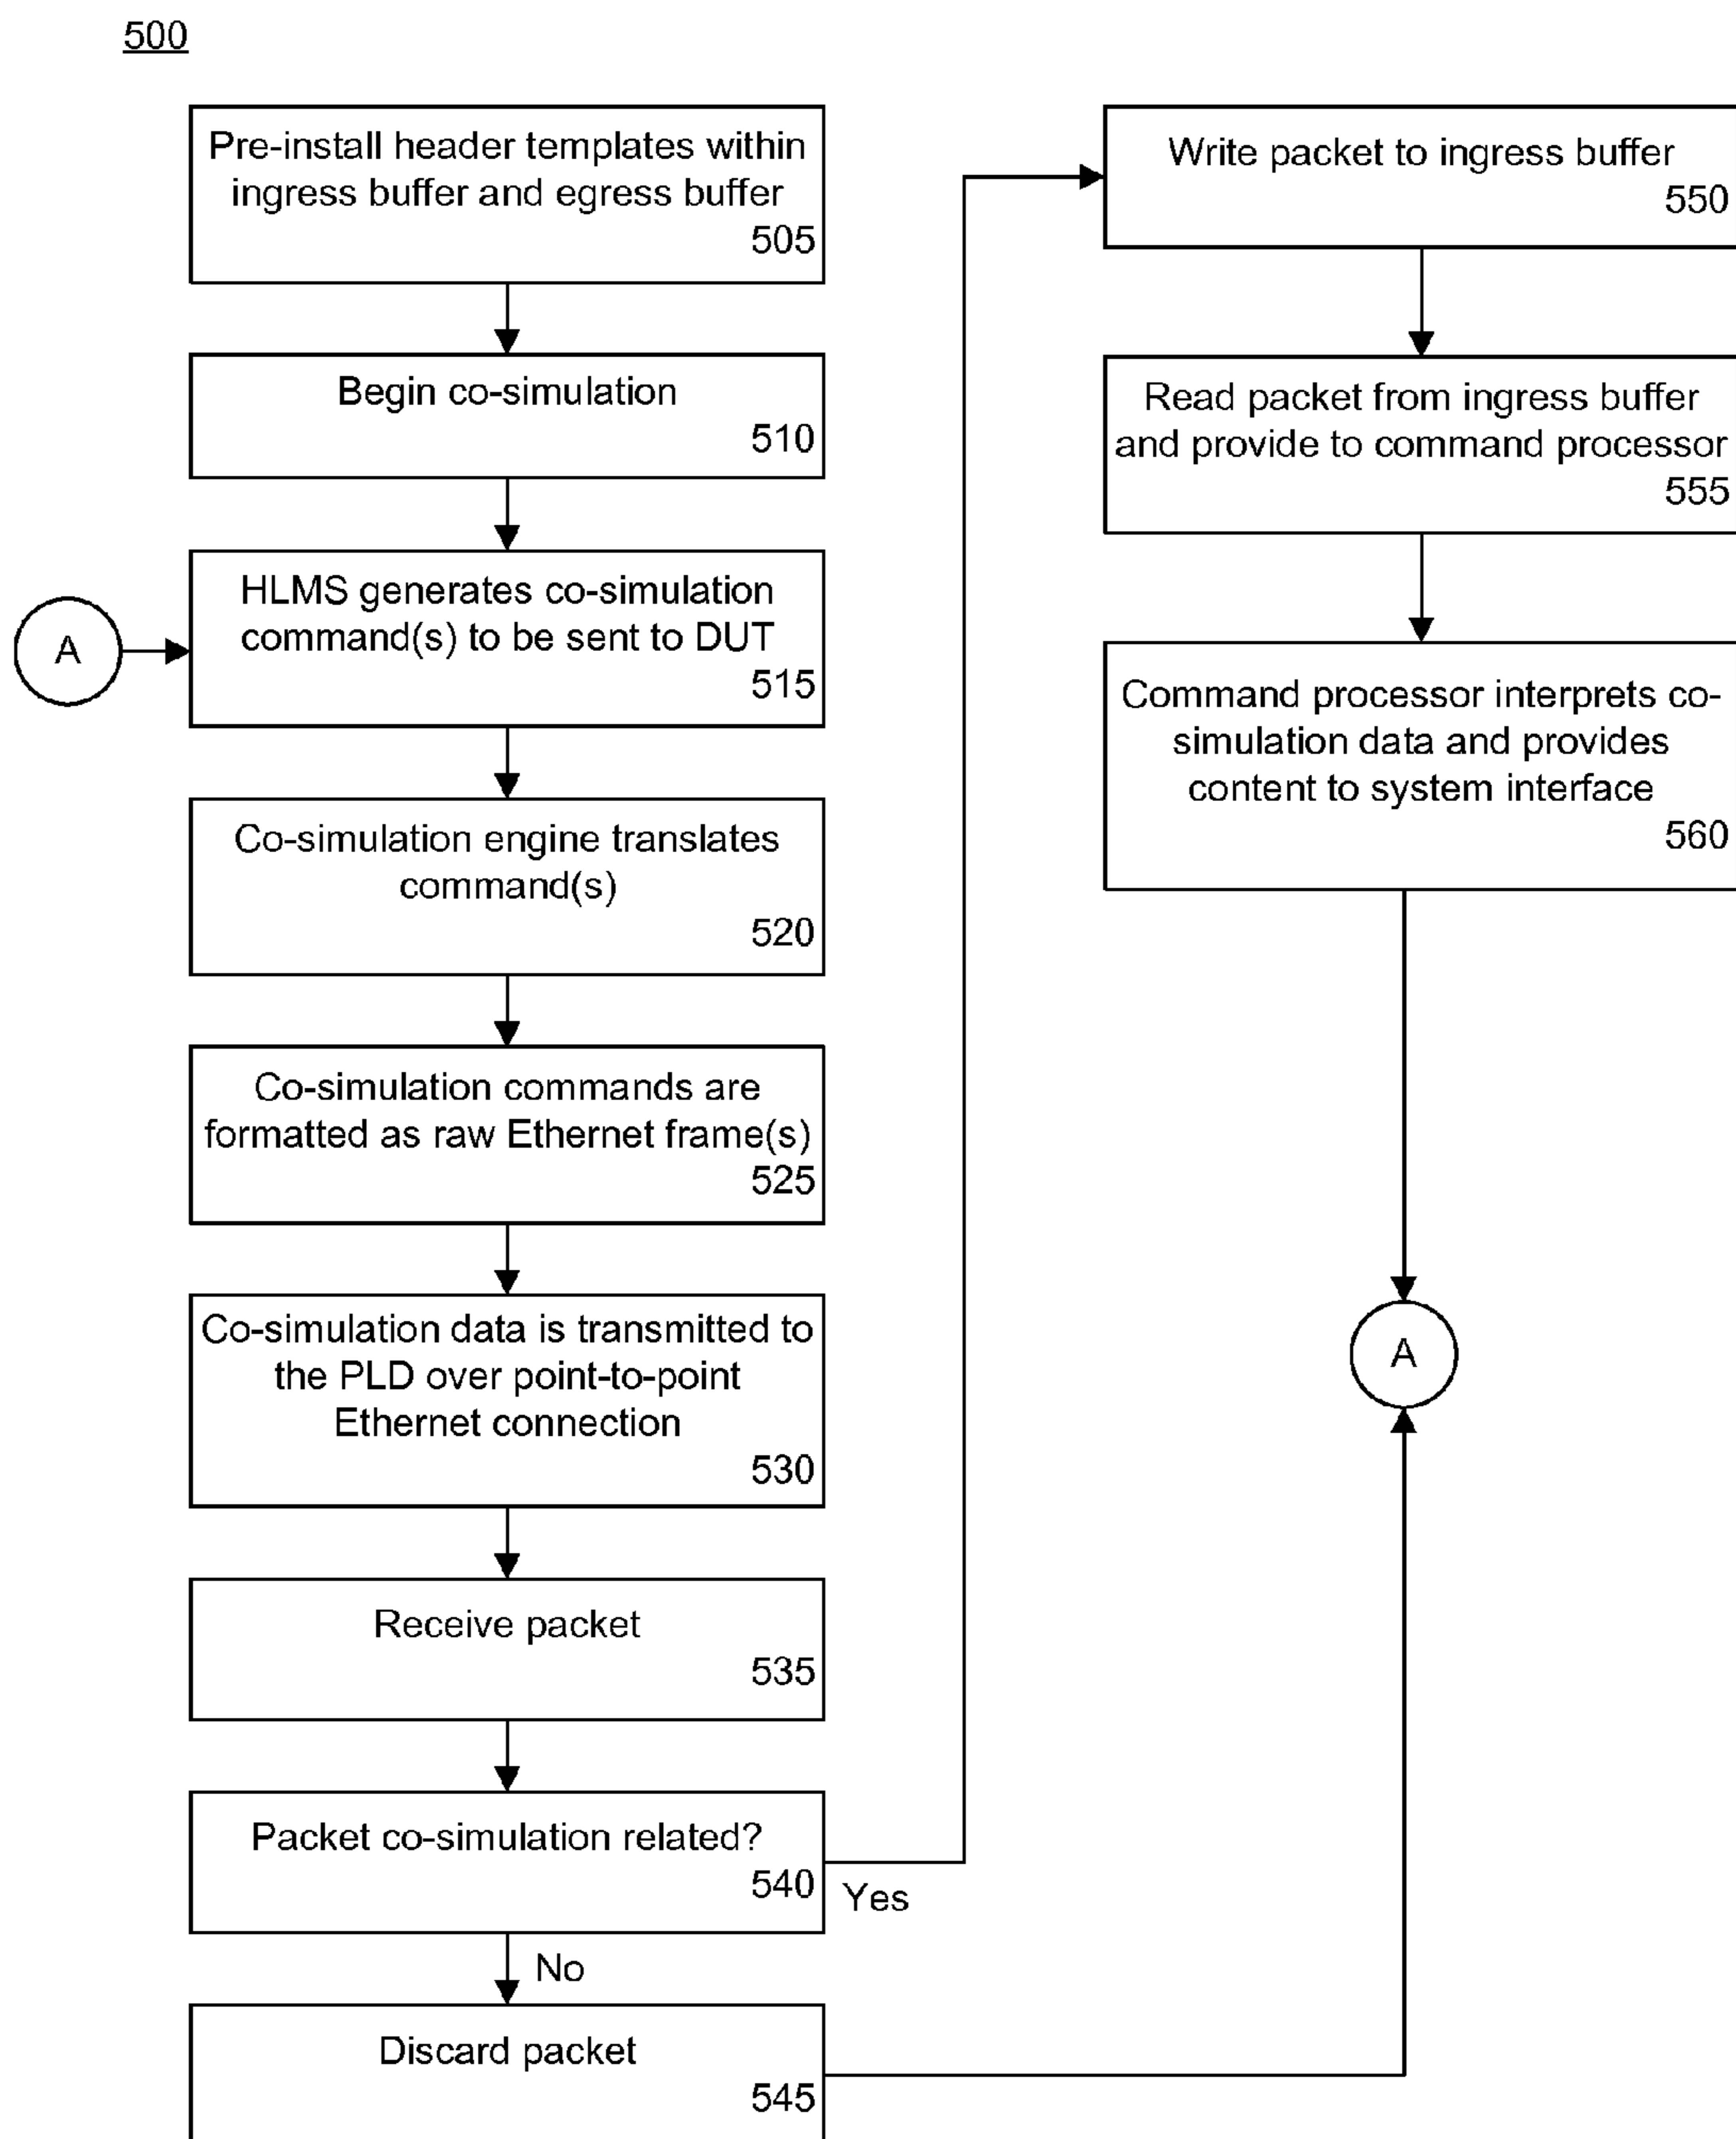 500
Pre-install header templates within
ingress buffer and egress buffer
505
Begin co-simulation
510
A
HLMS generates co-simulation
command(s) to be sent to DUT
515
Co-simulation engine translates
command(s)
520
Co-simulation commands are
formatted as raw Ethernet frame(s)
525
Co-simulation data is transmitted to
the PLD over point-to-point
Ethernet connection
530
Receive packet
535
Packet co-simulation related?
540
Yes
No
Discard packet
545
Write packet to ingress buffer
550
Read packet from ingress buffer
and provide to command processor
555
Command processor interprets co-
simulation data and provides
content to system interface
560
A